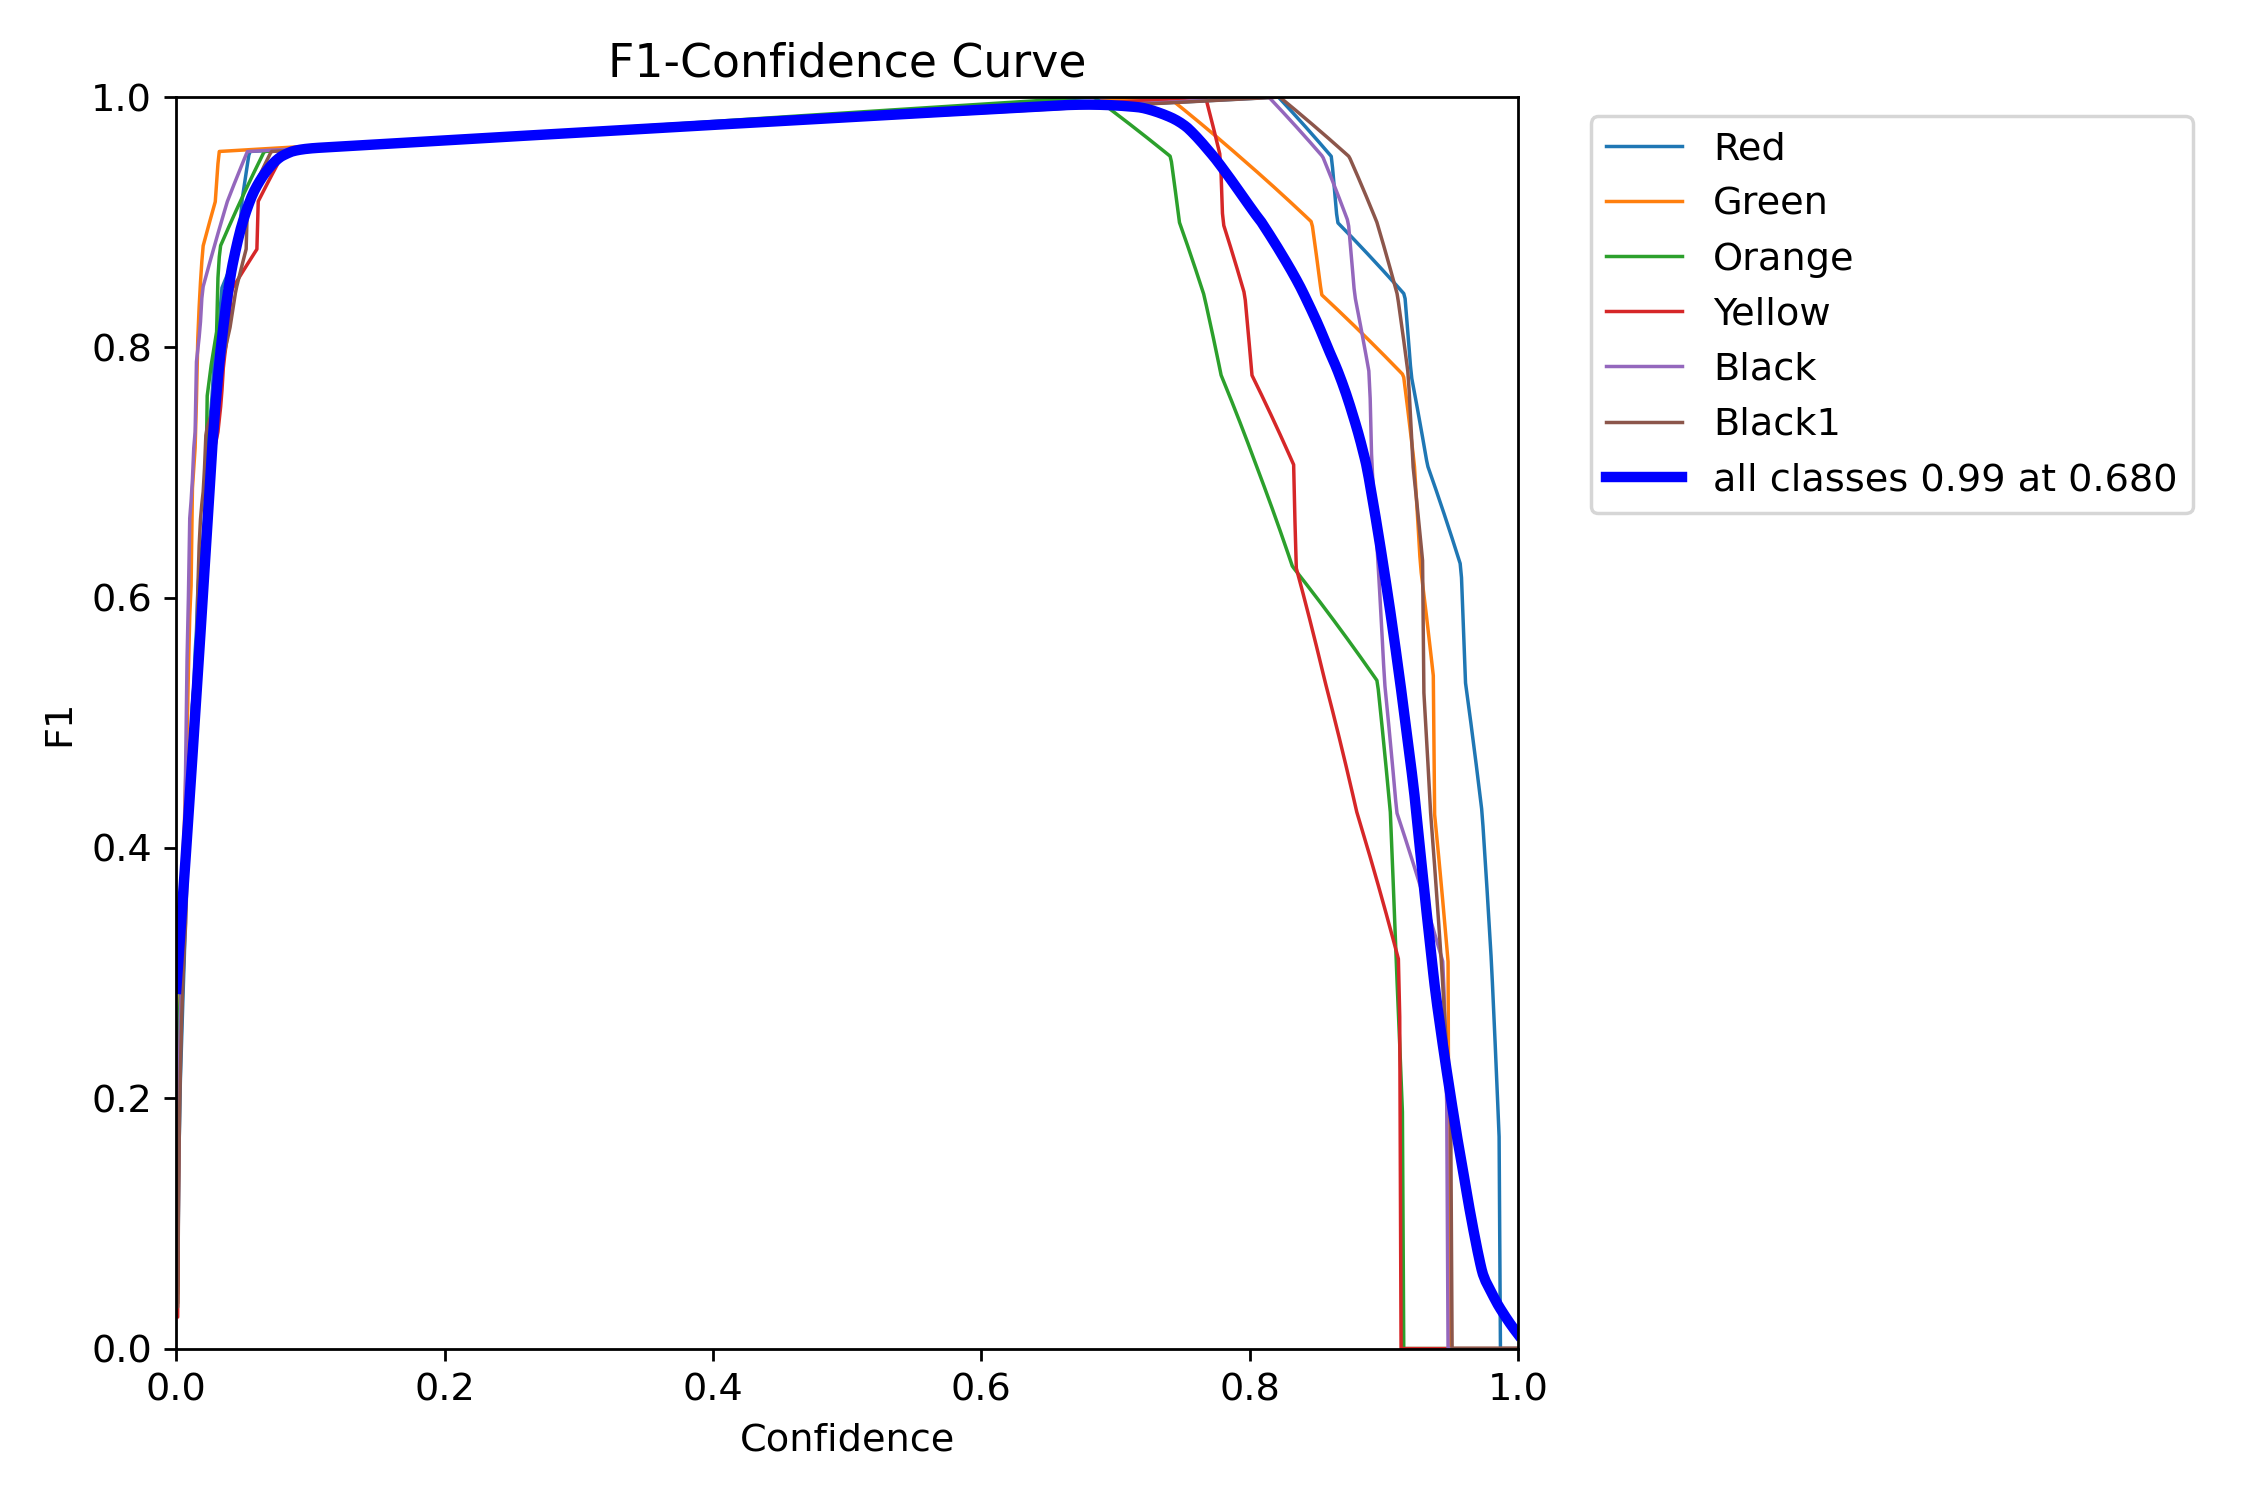 F1-Confidence Curve
1.0
0.8
0.6
0.4
0.2
0.0
F1
0.0 0.2 0.4 0.6 0.8 1.0
Confidence
Red
Green
Orange
Yellow
Black
Black1
all classes 0.99 at 0.680